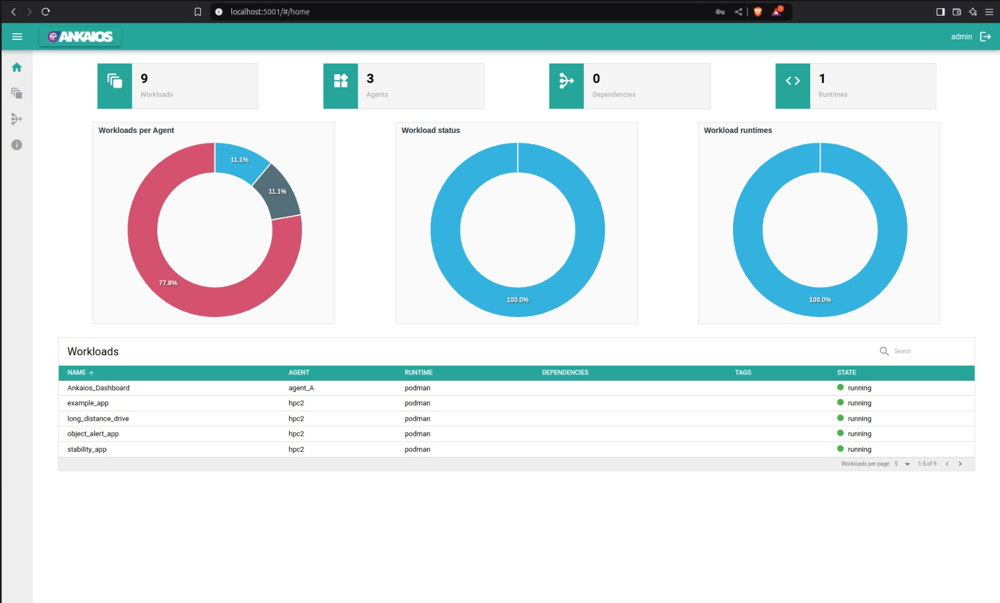 localhost:5001/#/home
1
ANKAIOS
admin
9
Workloads
3
Agents
0
Dependencies
1
Runtimes
Workloads per Agent
11.1%
11.1%
77.8%
Workload status
100.0%
Workload runtimes
100.0%
Workloads
Search
NAME AGENT RUNTIME DEPENDENCIES TAGS STATE
Ankaios_Dashboard agent_A podman running
example_app hpc2 podman running
long_distance_drive hpc2 podman running
object_alert_app hpc2 podman running
stability_app hpc2 podman running
Workloads per page: 5 1-5 of 9